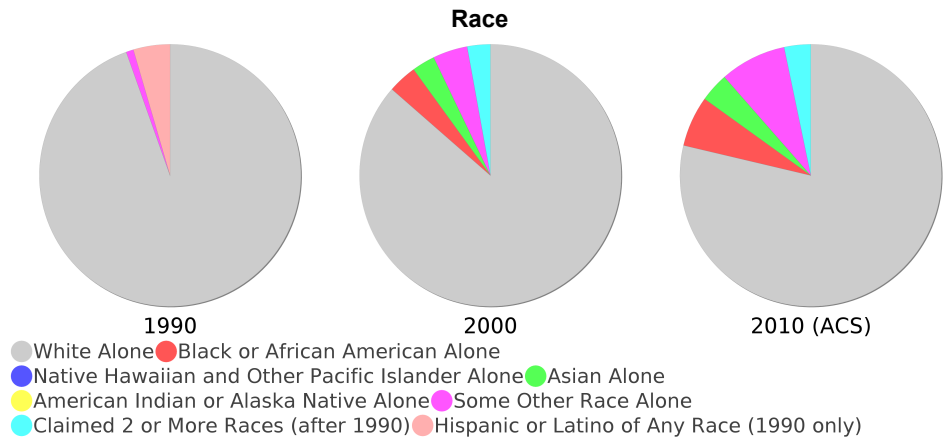 Race
1990 2000 2010 (ACS)
White Alone Black or African American Alone
Native Hawaiian and Other Pacific Islander Alone Asian Alone
American Indian or Alaska Native Alone Some Other Race Alone
Claimed 2 or More Races (after 1990) Hispanic or Latino of Any Race (1990 only)